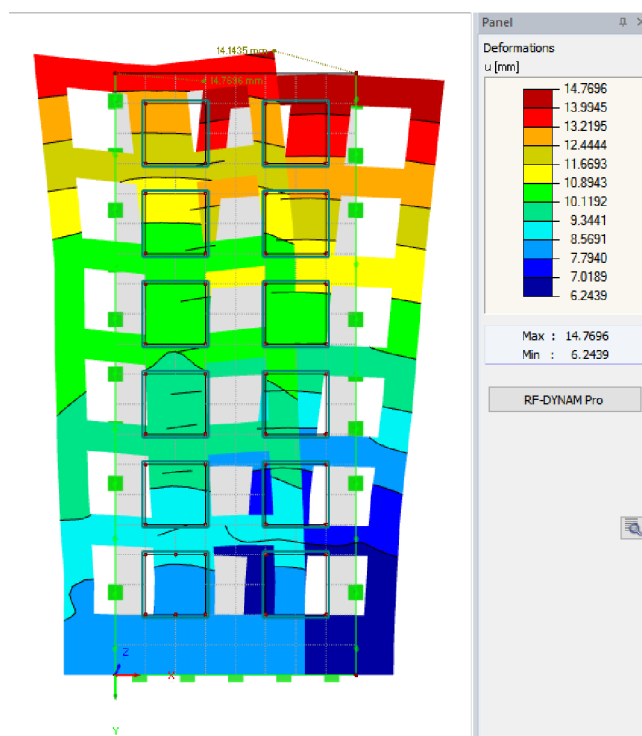 Panel
Deformations
u [mm]
14.7696
13.9945
13.2195
12.4444
11.6693
10.8943
10.1192
9.3441
8.5691
7.7940
7.0189
6.2439
Max : 14.7696
Min : 6.2439
RF-DYNAM Pro
14.1435 mm
14.7696 mm
Z
X
Y